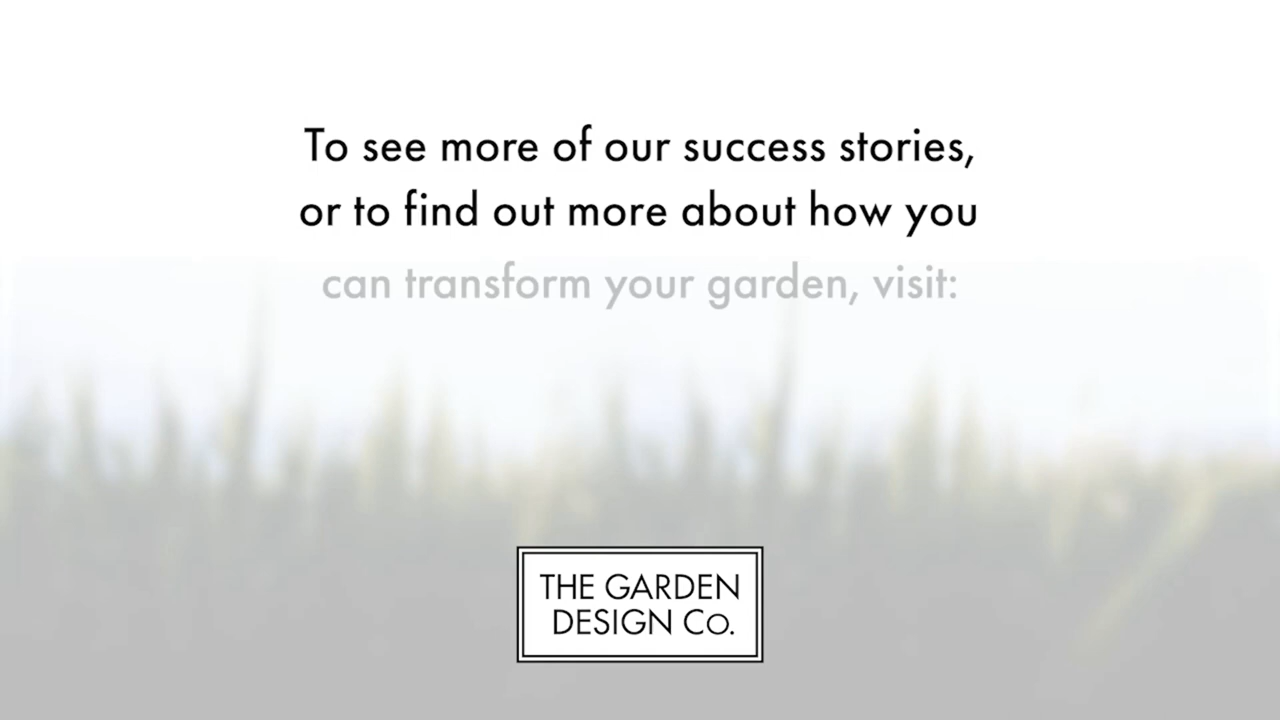 To see more of our success stories,
or to find out more about how you
can transform your garden, visit:
THE GARDEN
DESIGN Co.